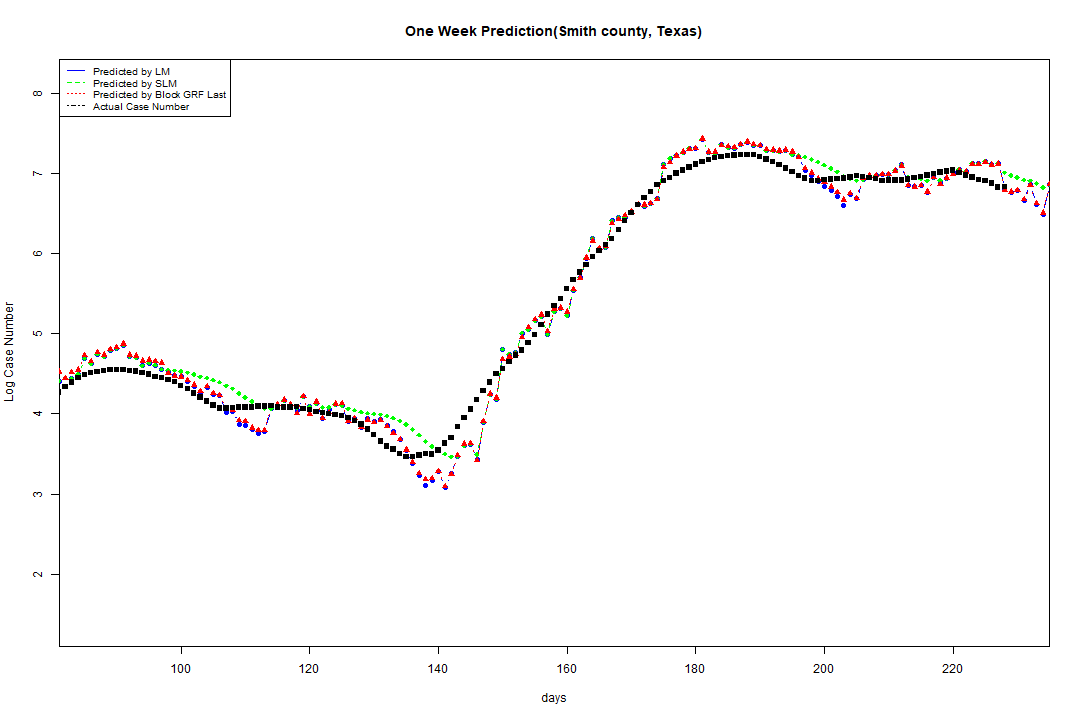 One Week Prediction(Smith county, Texas)
Predicted by LM
Predicted by SLM
Predicted by Block GRF Last
Actual Case Number
8
7
6
5
4
3
2
Log Case Number
100 120 140 160 180 200 220
days